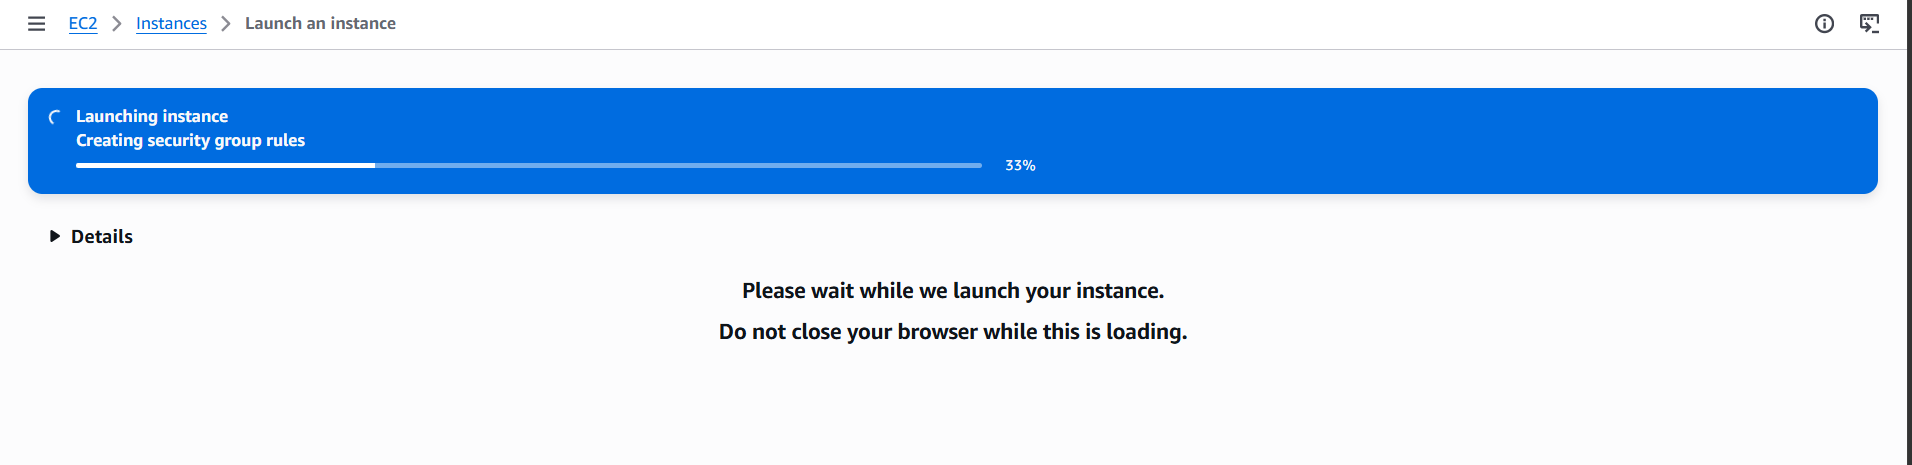 EC2 > Instances > Launch an instance
Launching instance
Creating security group rules
33%
Details
Please wait while we launch your instance.
Do not close your browser while this is loading.